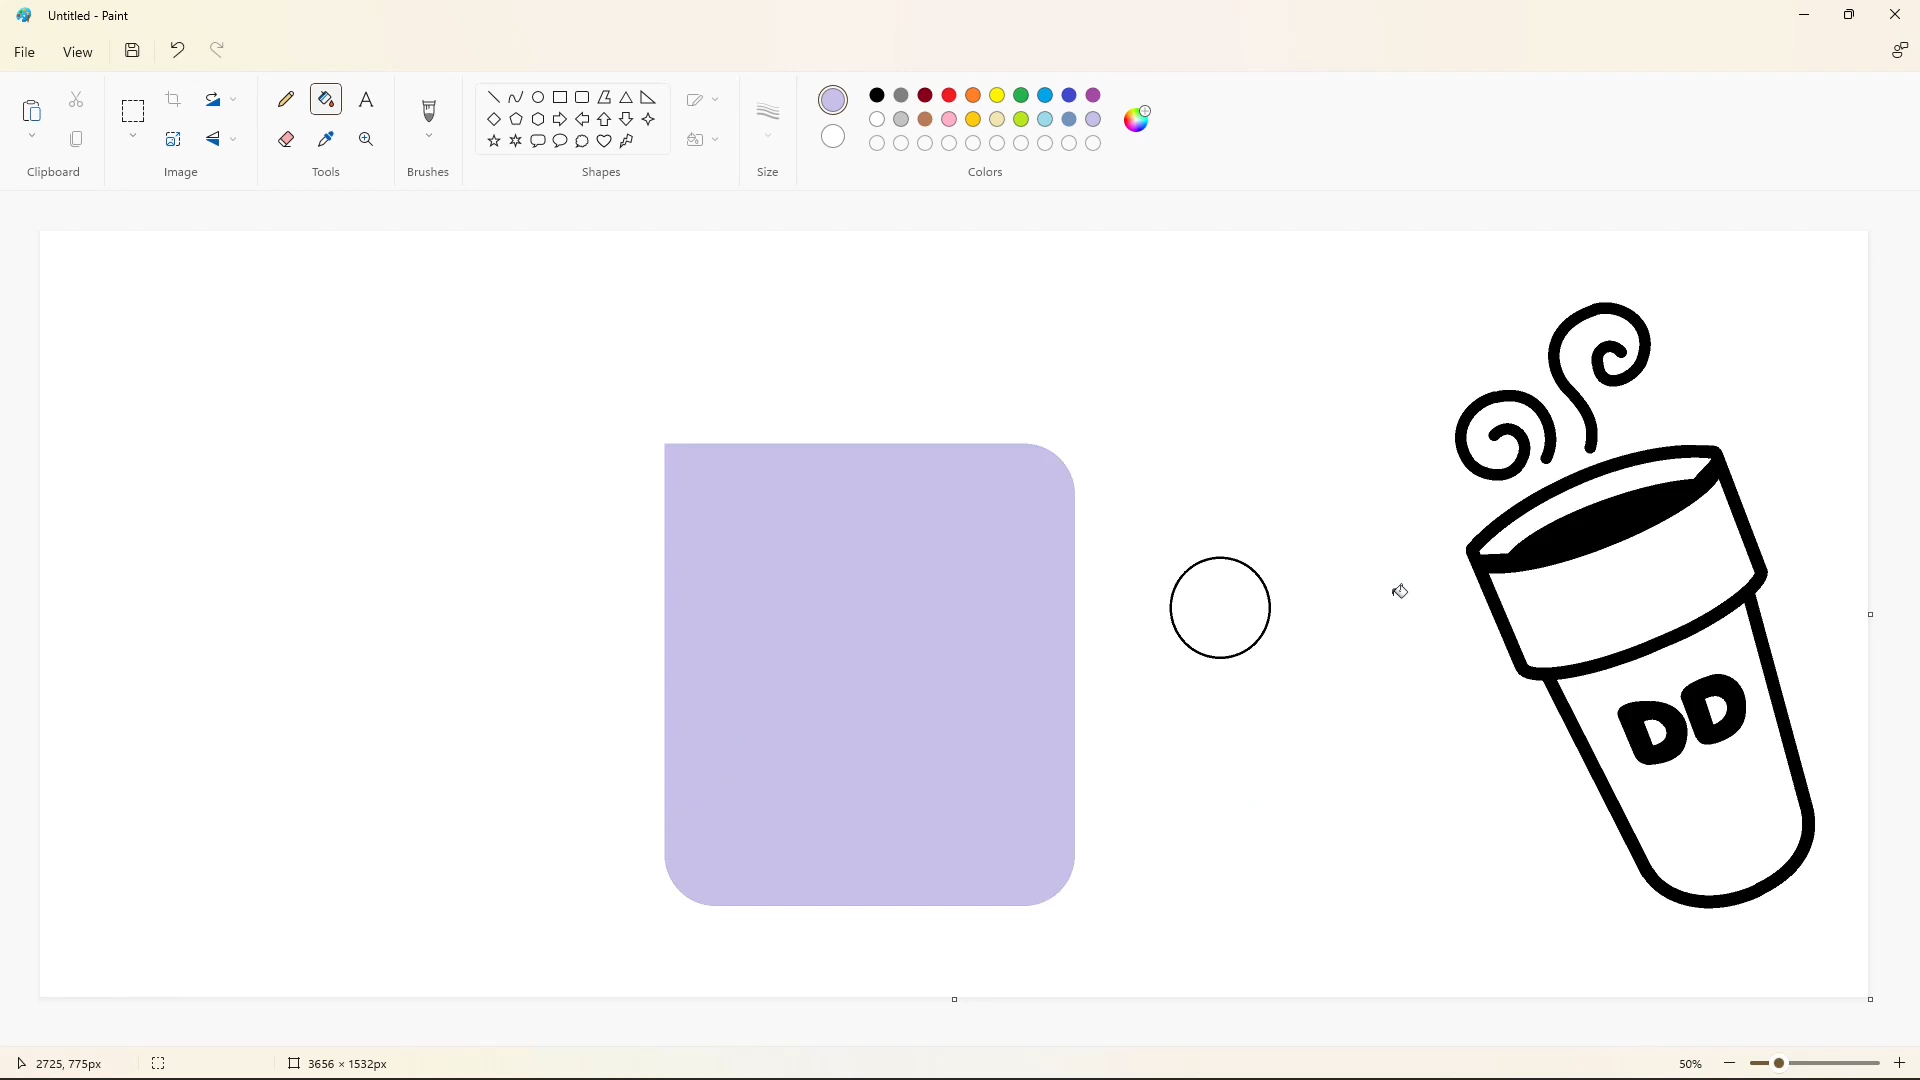 Untitled - Paint
File View
Clipboard Image Tools Brushes Shapes Size Colors
DD
2725, 775px 3656 × 1532px 50%